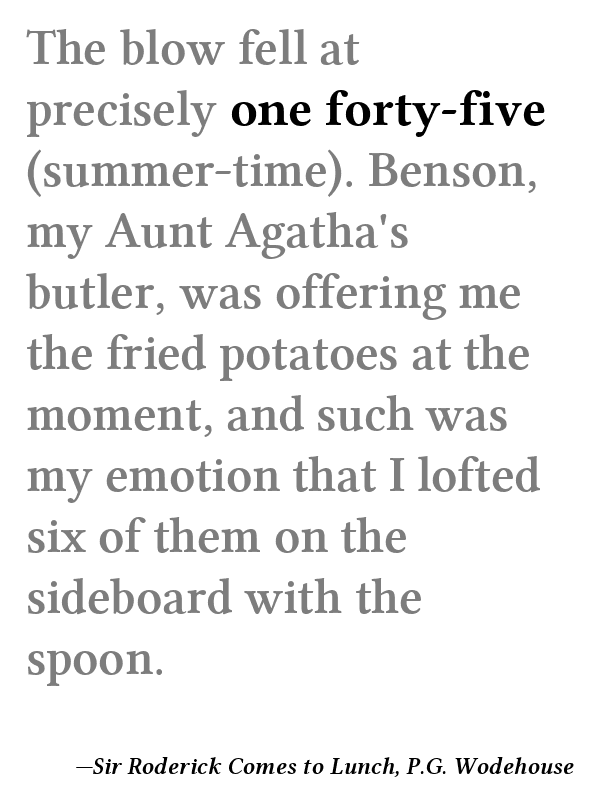 The blow fell at
precisely one forty-five
(summer-time). Benson,
my Aunt Agatha's
butler, was offering me
the fried potatoes at the
moment, and such was
my emotion that I lofted
six of them on the
sideboard with the
spoon.
—Sir Roderick Comes to Lunch, P.G. Wodehouse